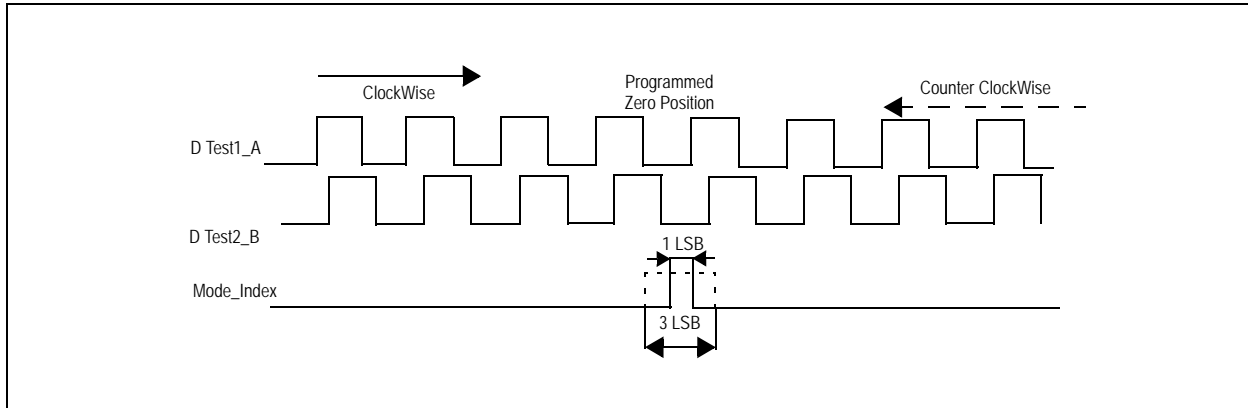 ClockWise
Programmed
Zero Position
Counter ClockWise
D Test1_A
D Test2_B
1 LSB
Mode_Index
3 LSB